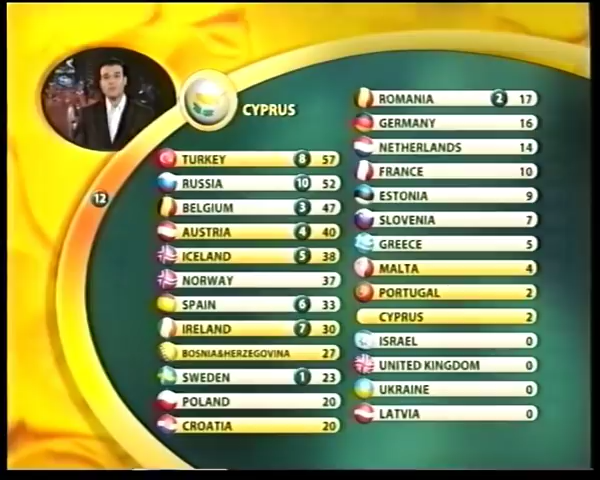 CYPRUS
12
TURKEY 8 57
RUSSIA 10 52
BELGIUM 3 47
AUSTRIA 4 40
ICELAND 5 38
NORWAY 37
SPAIN 6 33
IRELAND 7 30
BOSNIA&HERZEGOVINA 27
SWEDEN 1 23
POLAND 20
CROATIA 20
ROMANIA 2 17
GERMANY 16
NETHERLANDS 14
FRANCE 10
ESTONIA 9
SLOVENIA 7
GREECE 5
MALTA 4
PORTUGAL 2
CYPRUS 2
ISRAEL 0
UNITED KINGDOM 0
UKRAINE 0
LATVIA 0